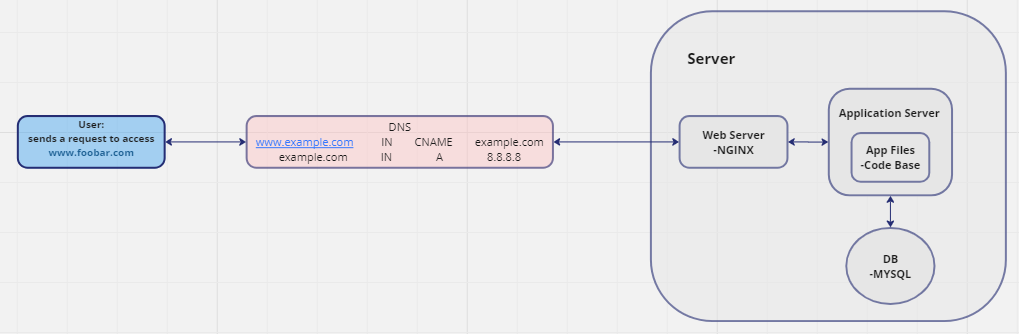 User:
sends a request to access
www.foobar.com
DNS
www.example.com IN CNAME example.com
example.com IN A 8.8.8.8
Server
Web Server
-NGINX
Application Server
App Files
-Code Base
DB
-MYSQL